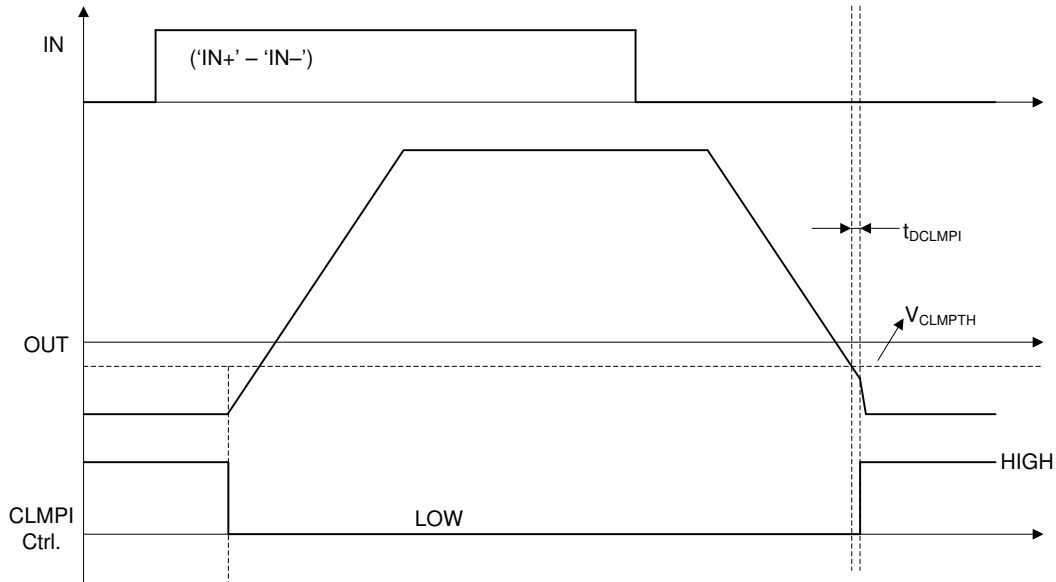 IN
(‘IN+’ – ‘IN–’)
tDCLMPI
VCLMPTH
OUT
HIGH
LOW
CLMPI
Ctrl.